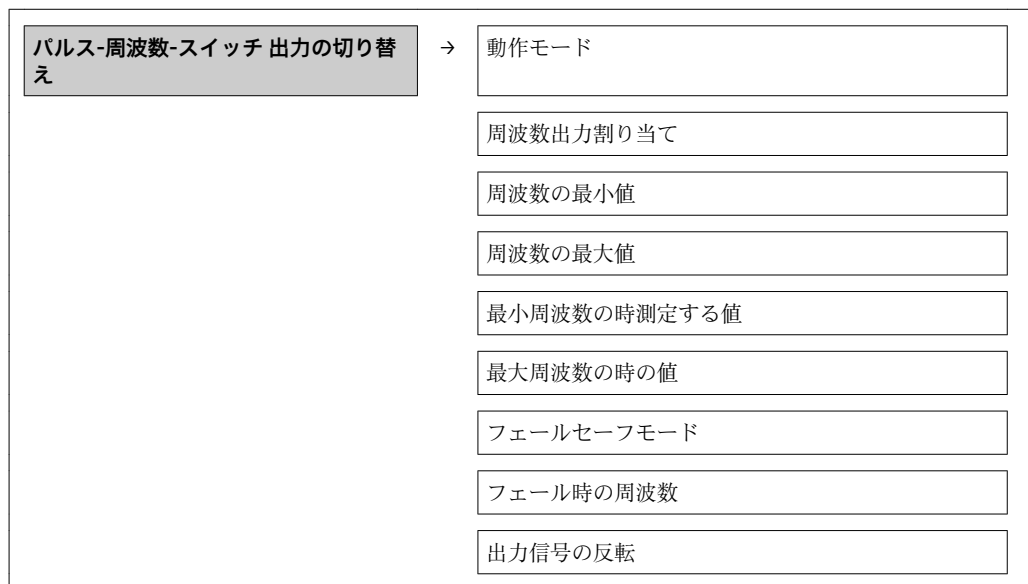 パルス-周波数-スイッチ 出力の切り替
え
→
動作モード
周波数出力割り当て
周波数の最小値
周波数の最大値
最小周波数の時測定する値
最大周波数の時の値
フェールセーフモード
フェール時の周波数
出力信号の反転